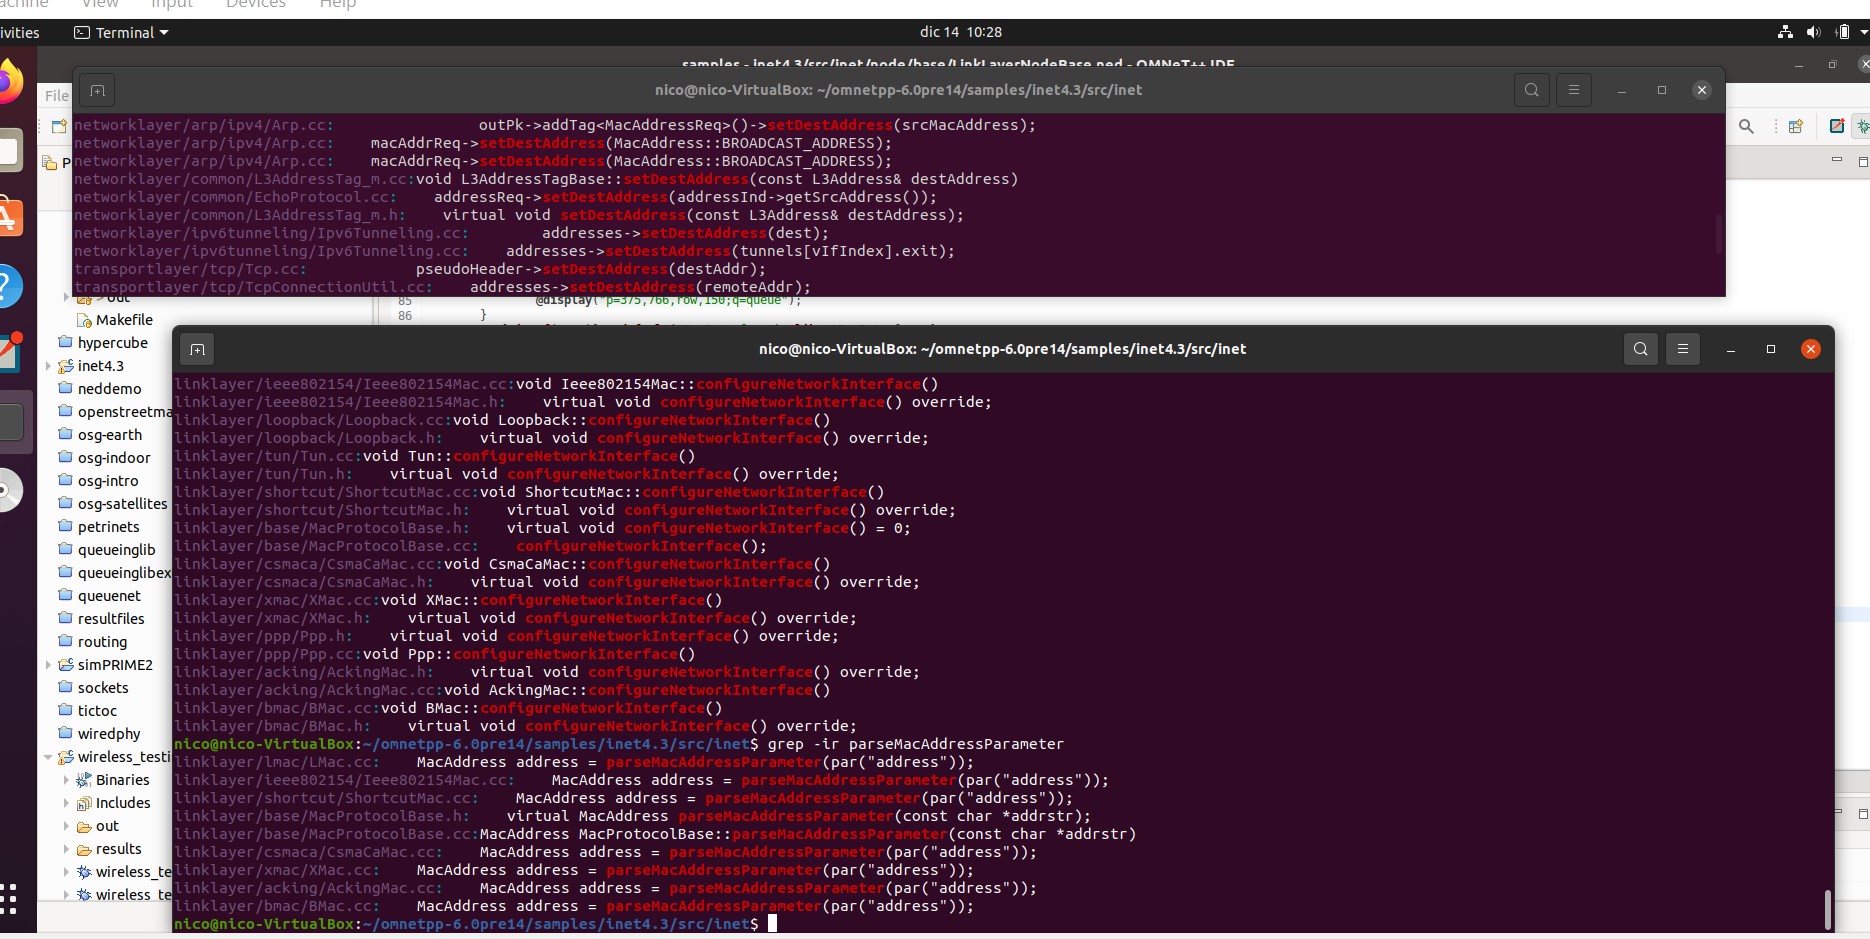 achine View Input Devices Help
ivities Terminal dic 14 10:28
samples - inet4.3/src/inet/node/base/LinkLayerNodeBase.ned - OMNeT++ IDE
File
nico@nico-VirtualBox: ~/omnetpp-6.0pre14/samples/inet4.3/src/inet
networklayer/arp/ipv4/Arp.cc: outPk->addTag<MacAddressReq>()->setDestAddress(srcMacAddress);
networklayer/arp/ipv4/Arp.cc: macAddrReq->setDestAddress(MacAddress::BROADCAST_ADDRESS);
networklayer/arp/ipv4/Arp.cc: macAddrReq->setDestAddress(MacAddress::BROADCAST_ADDRESS);
networklayer/common/L3AddressTag_m.cc:void L3AddressTagBase::setDestAddress(const L3Address& destAddress)
networklayer/common/EchoProtocol.cc: addressReq->setDestAddress(addressInd->getSrcAddress());
networklayer/common/L3AddressTag_m.h: virtual void setDestAddress(const L3Address& destAddress);
networklayer/ipv6tunneling/Ipv6Tunneling.cc: addresses->setDestAddress(dest);
networklayer/ipv6tunneling/Ipv6Tunneling.cc: addresses->setDestAddress(tunnels[vIfIndex].exit);
transportlayer/tcp/Tcp.cc: pseudoHeader->setDestAddress(destAddr);
transportlayer/tcp/TcpConnectionUtil.cc: addresses->setDestAddress(remoteAddr);
P
out
Makefile
hypercube
inet4.3
neddemo
openstreetma
osg-earth
osg-indoor
osg-intro
osg-satellites
petrinets
queueinglib
queueinglibex
queuenet
resultfiles
routing
simPRIME2
sockets
tictoc
wiredphy
wireless_testi
Binaries
Includes
out
results
wireless_te
wireless_te
85 @display("p=375,766,row,150;q=queue");
86 }
nico@nico-VirtualBox: ~/omnetpp-6.0pre14/samples/inet4.3/src/inet
linklayer/ieee802154/Ieee802154Mac.cc:void Ieee802154Mac::configureNetworkInterface()
linklayer/ieee802154/Ieee802154Mac.h: virtual void configureNetworkInterface() override;
linklayer/loopback/Loopback.cc:void Loopback::configureNetworkInterface()
linklayer/loopback/Loopback.h: virtual void configureNetworkInterface() override;
linklayer/tun/Tun.cc:void Tun::configureNetworkInterface()
linklayer/tun/Tun.h: virtual void configureNetworkInterface() override;
linklayer/shortcut/ShortcutMac.cc:void ShortcutMac::configureNetworkInterface()
linklayer/shortcut/ShortcutMac.h: virtual void configureNetworkInterface() override;
linklayer/base/MacProtocolBase.h: virtual void configureNetworkInterface() = 0;
linklayer/base/MacProtocolBase.cc: configureNetworkInterface();
linklayer/csmaca/CsmaCaMac.cc:void CsmaCaMac::configureNetworkInterface()
linklayer/csmaca/CsmaCaMac.h: virtual void configureNetworkInterface() override;
linklayer/xmac/XMac.cc:void XMac::configureNetworkInterface()
linklayer/xmac/XMac.h: virtual void configureNetworkInterface() override;
linklayer/ppp/Ppp.h: virtual void configureNetworkInterface() override;
linklayer/ppp/Ppp.cc:void Ppp::configureNetworkInterface()
linklayer/acking/AckingMac.h: virtual void configureNetworkInterface() override;
linklayer/acking/AckingMac.cc:void AckingMac::configureNetworkInterface()
linklayer/bmac/BMac.cc:void BMac::configureNetworkInterface()
linklayer/bmac/BMac.h: virtual void configureNetworkInterface() override;
nico@nico-VirtualBox:~/omnetpp-6.0pre14/samples/inet4.3/src/inet$ grep -ir parseMacAddressParameter
linklayer/lmac/LMac.cc: MacAddress address = parseMacAddressParameter(par("address"));
linklayer/ieee802154/Ieee802154Mac.cc: MacAddress address = parseMacAddressParameter(par("address"));
linklayer/shortcut/ShortcutMac.cc: MacAddress address = parseMacAddressParameter(par("address"));
linklayer/base/MacProtocolBase.h: virtual MacAddress parseMacAddressParameter(const char *addrstr);
linklayer/base/MacProtocolBase.cc:MacAddress MacProtocolBase::parseMacAddressParameter(const char *addrstr)
linklayer/csmaca/CsmaCaMac.cc: MacAddress address = parseMacAddressParameter(par("address"));
linklayer/xmac/XMac.cc: MacAddress address = parseMacAddressParameter(par("address"));
linklayer/acking/AckingMac.cc: MacAddress address = parseMacAddressParameter(par("address"));
linklayer/bmac/BMac.cc: MacAddress address = parseMacAddressParameter(par("address"));
nico@nico-VirtualBox:~/omnetpp-6.0pre14/samples/inet4.3/src/inet$